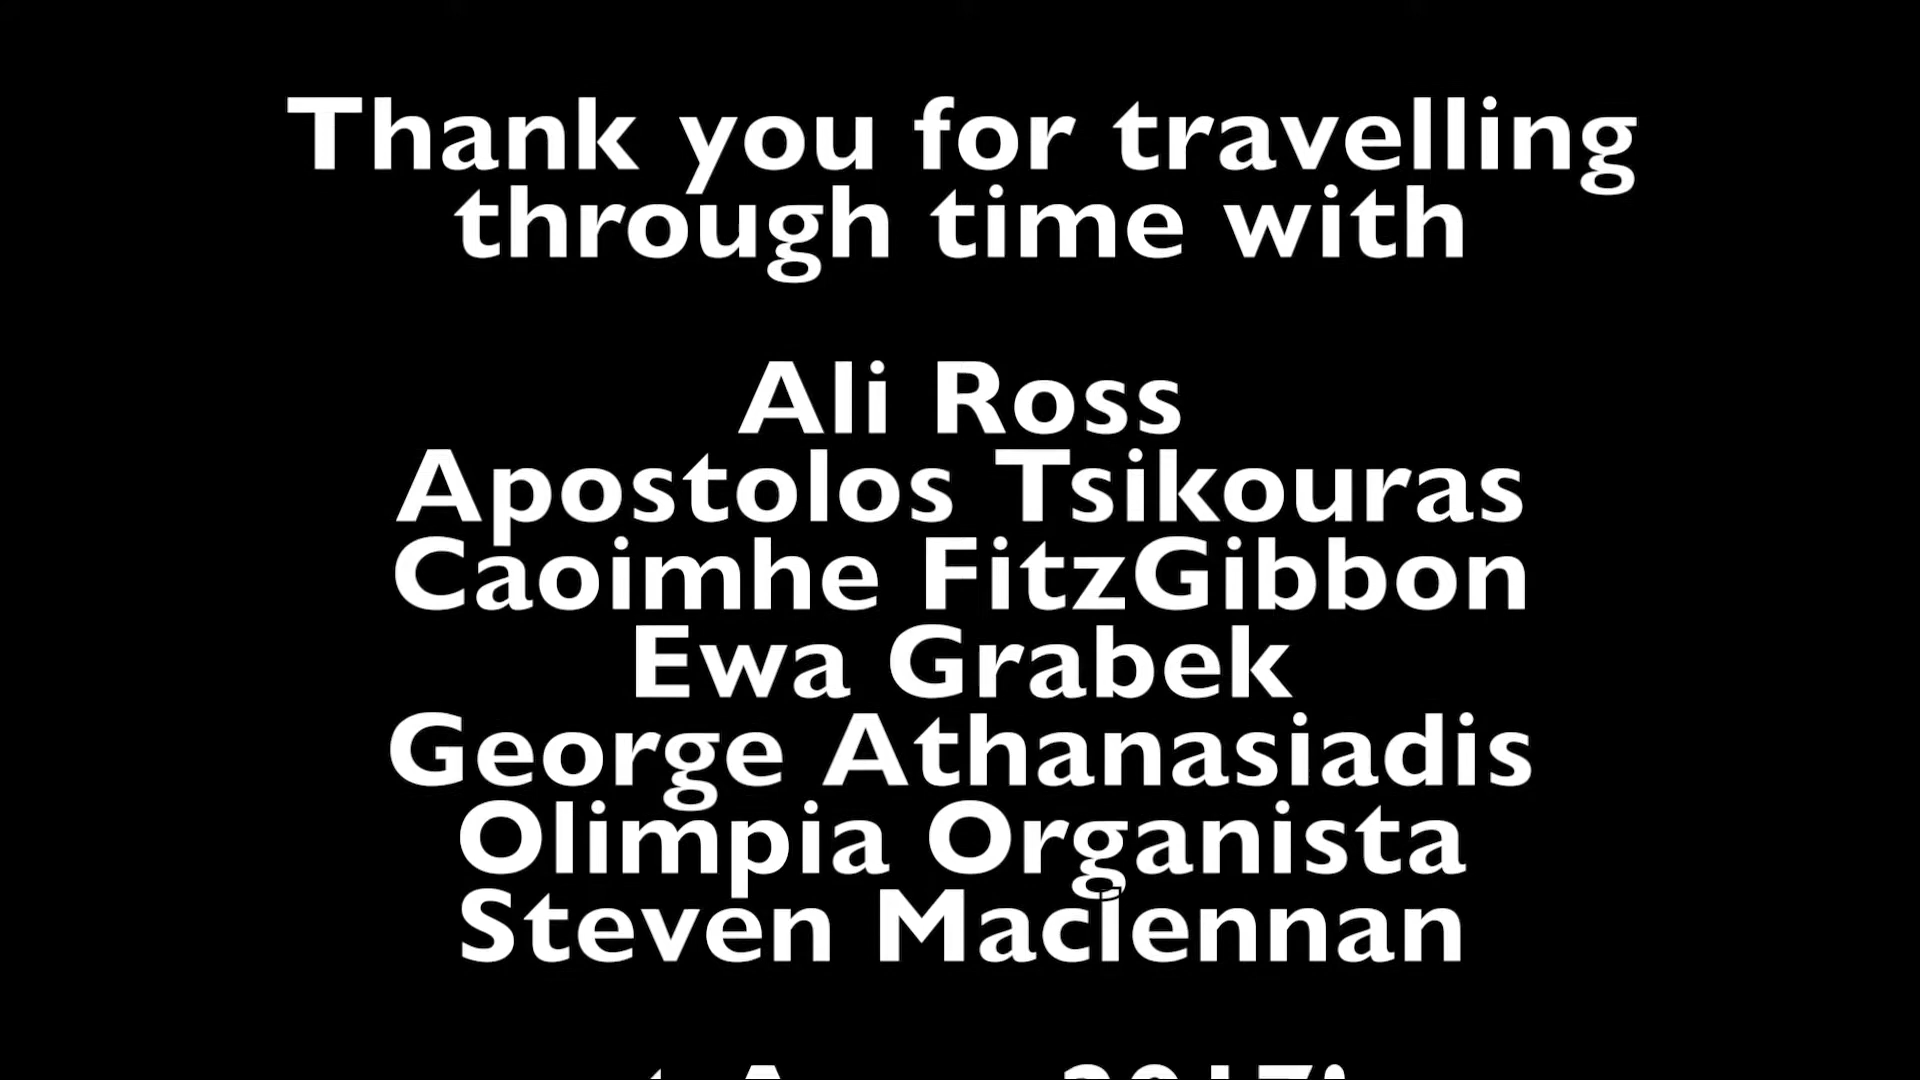 Thank you for travelling
through time with
Ali Ross
Apostolos Tsikouras
Caoimhe FitzGibbon
Ewa Grabek
George Athanasiadis
Olimpia Organista
Steven Maclennan